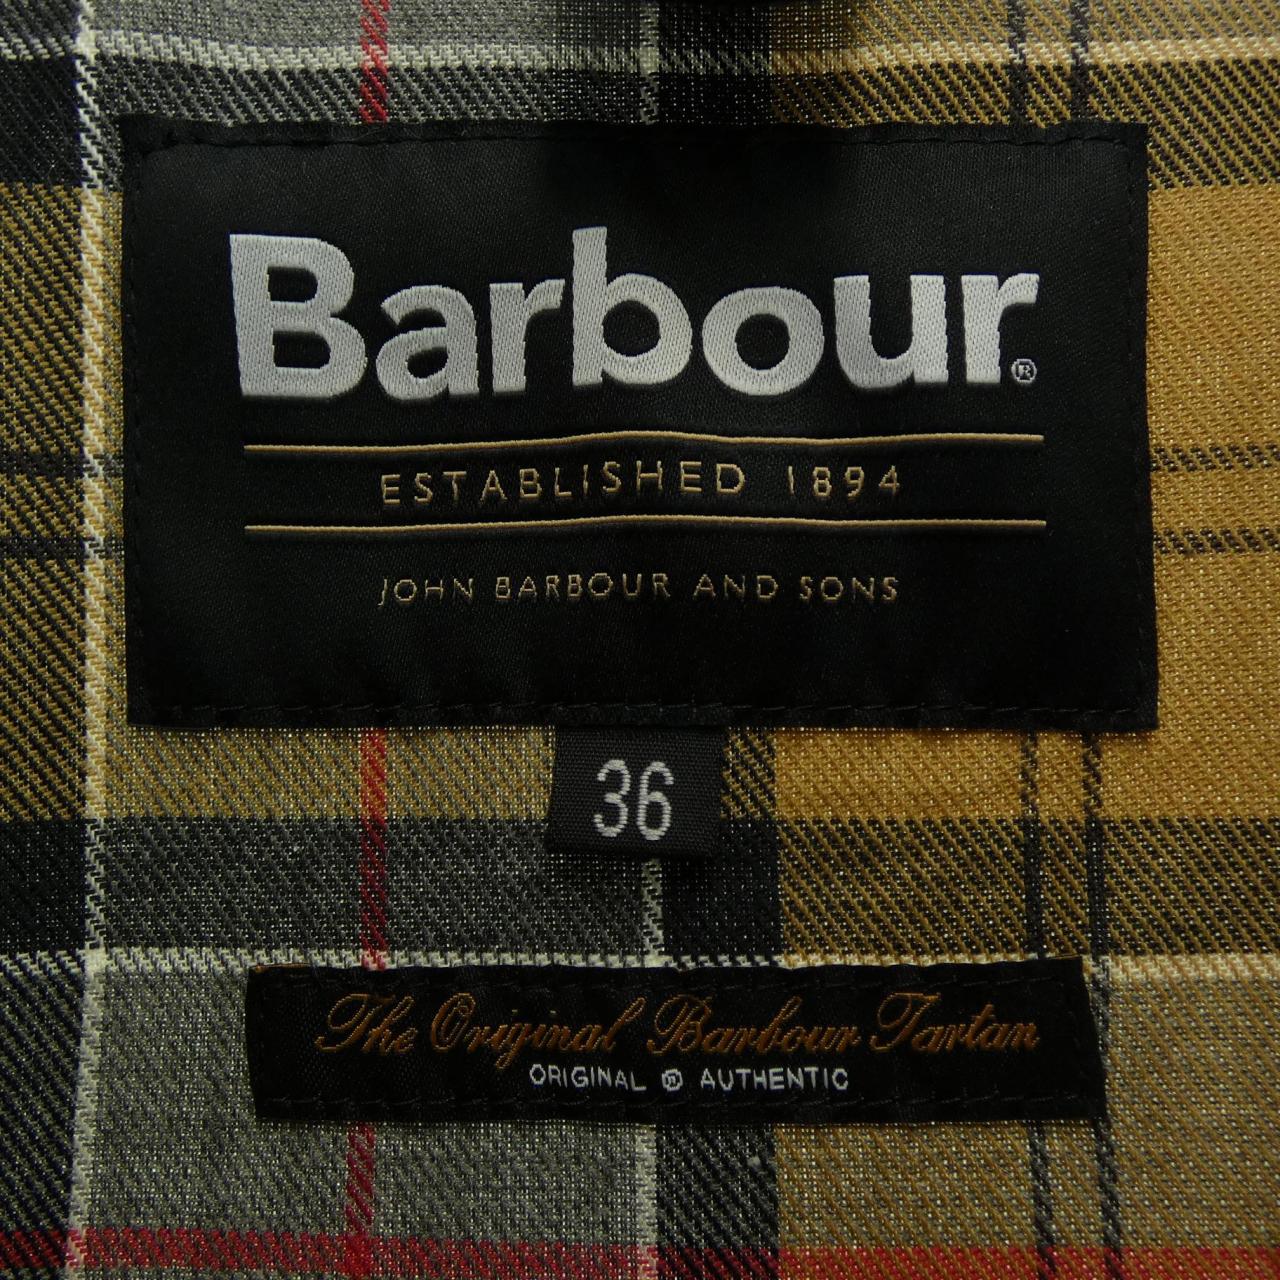 Barbour®
ESTABLISHED 1894
JOHN BARBOUR AND SONS
36
The Original Barbour Tartan
ORIGINAL ® AUTHENTIC